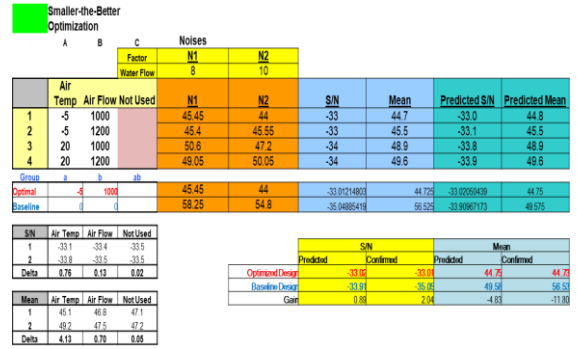 Smaller-the-Better
Optimization
A B C Noises
Factor N1 N2
Water Flow 8 10
Air
Temp Air Flow Not Used N1 N2 S/N Mean Predicted S/N Predicted Mean
1 -5 1000 45.45 44 -33 44.7 -33.0 44.8
2 -5 1200 45.4 45.55 -33 45.5 -33.1 45.5
3 20 1000 50.6 47.2 -34 48.9 -33.8 48.9
4 20 1200 49.05 50.05 -34 49.6 -33.9 49.6
Group a b ab
Optimal -5 1000 45.45 44 -33.01214803 44.725 -33.02050439 44.75
Baseline 0 0 58.25 54.8 -35.04885419 56.525 -33.90967173 49.575
S/N Air Temp Air Flow Not Used
1 -33.1 -33.4 -33.5
2 -33.8 -33.5 -33.5
Delta 0.76 0.13 0.02
S/N Mean
Predicted Confirmed Predicted Confirmed
Optimized Design -33.02 -33.01 44.75 44.73
Baseline Design -33.91 -35.05 49.58 56.53
Gain 0.89 2.04 -4.83 -11.80
Mean Air Temp Air Flow Not Used
1 45.1 46.8 47.1
2 49.2 47.5 47.2
Delta 4.13 0.70 0.05